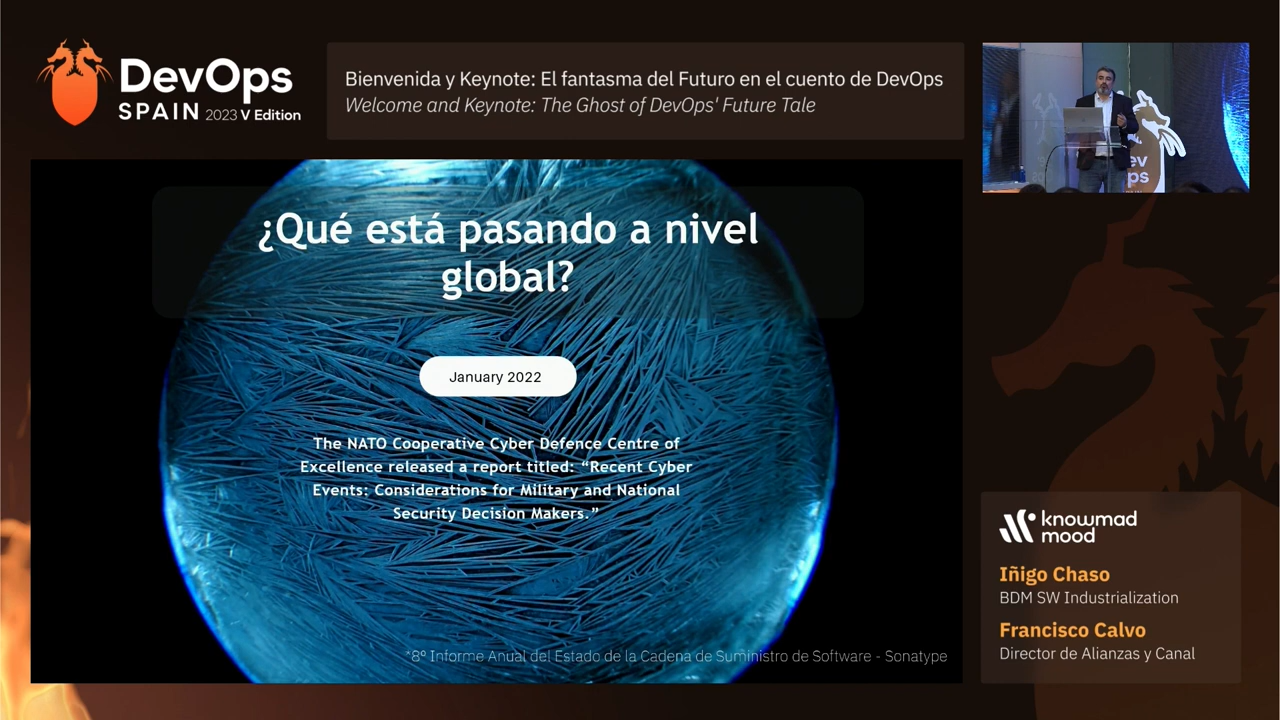 DevOps
SPAIN 2023 V Edition
Bienvenida y Keynote: El fantasma del Futuro en el cuento de DevOps
Welcome and Keynote: The Ghost of DevOps' Future Tale
ev
ps
¿Qué está pasando a nivel
global?
January 2022
The NATO Cooperative Cyber Defence Centre of
Excellence released a report titled: “Recent Cyber
Events: Considerations for Military and National
Security Decision Makers.”
*8º Informe Anual del Estado de la Cadena de Suministro de Software - Sonatype
knowmad
mood
Iñigo Chaso
BDM SW Industrialization
Francisco Calvo
Director de Alianzas y Canal